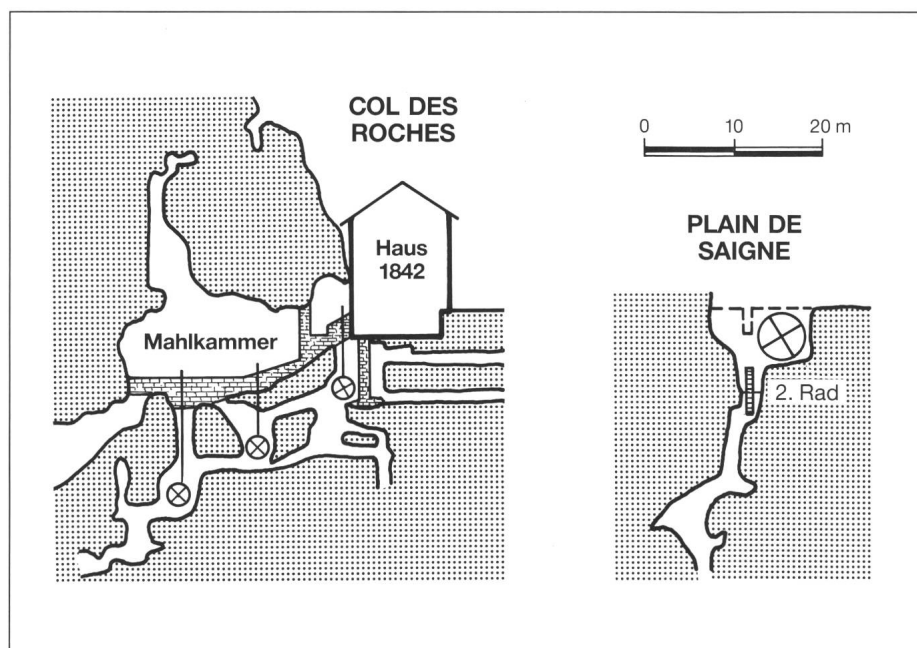 COL DES
ROCHES
0 10 20 m
Haus
1842
PLAIN DE
SAIGNE
Mahlkammer
2. Rad